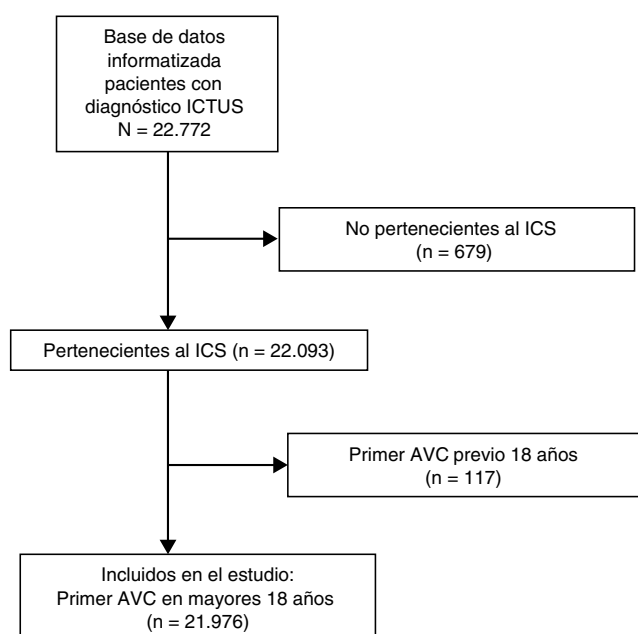 Base de datos
informatizada
pacientes con
diagnóstico ICTUS
N = 22.772
No pertenecientes al ICS
(n = 679)
Pertenecientes al ICS (n = 22.093)
Primer AVC previo 18 años
(n = 117)
Incluidos en el estudio:
Primer AVC en mayores 18 años
(n = 21.976)